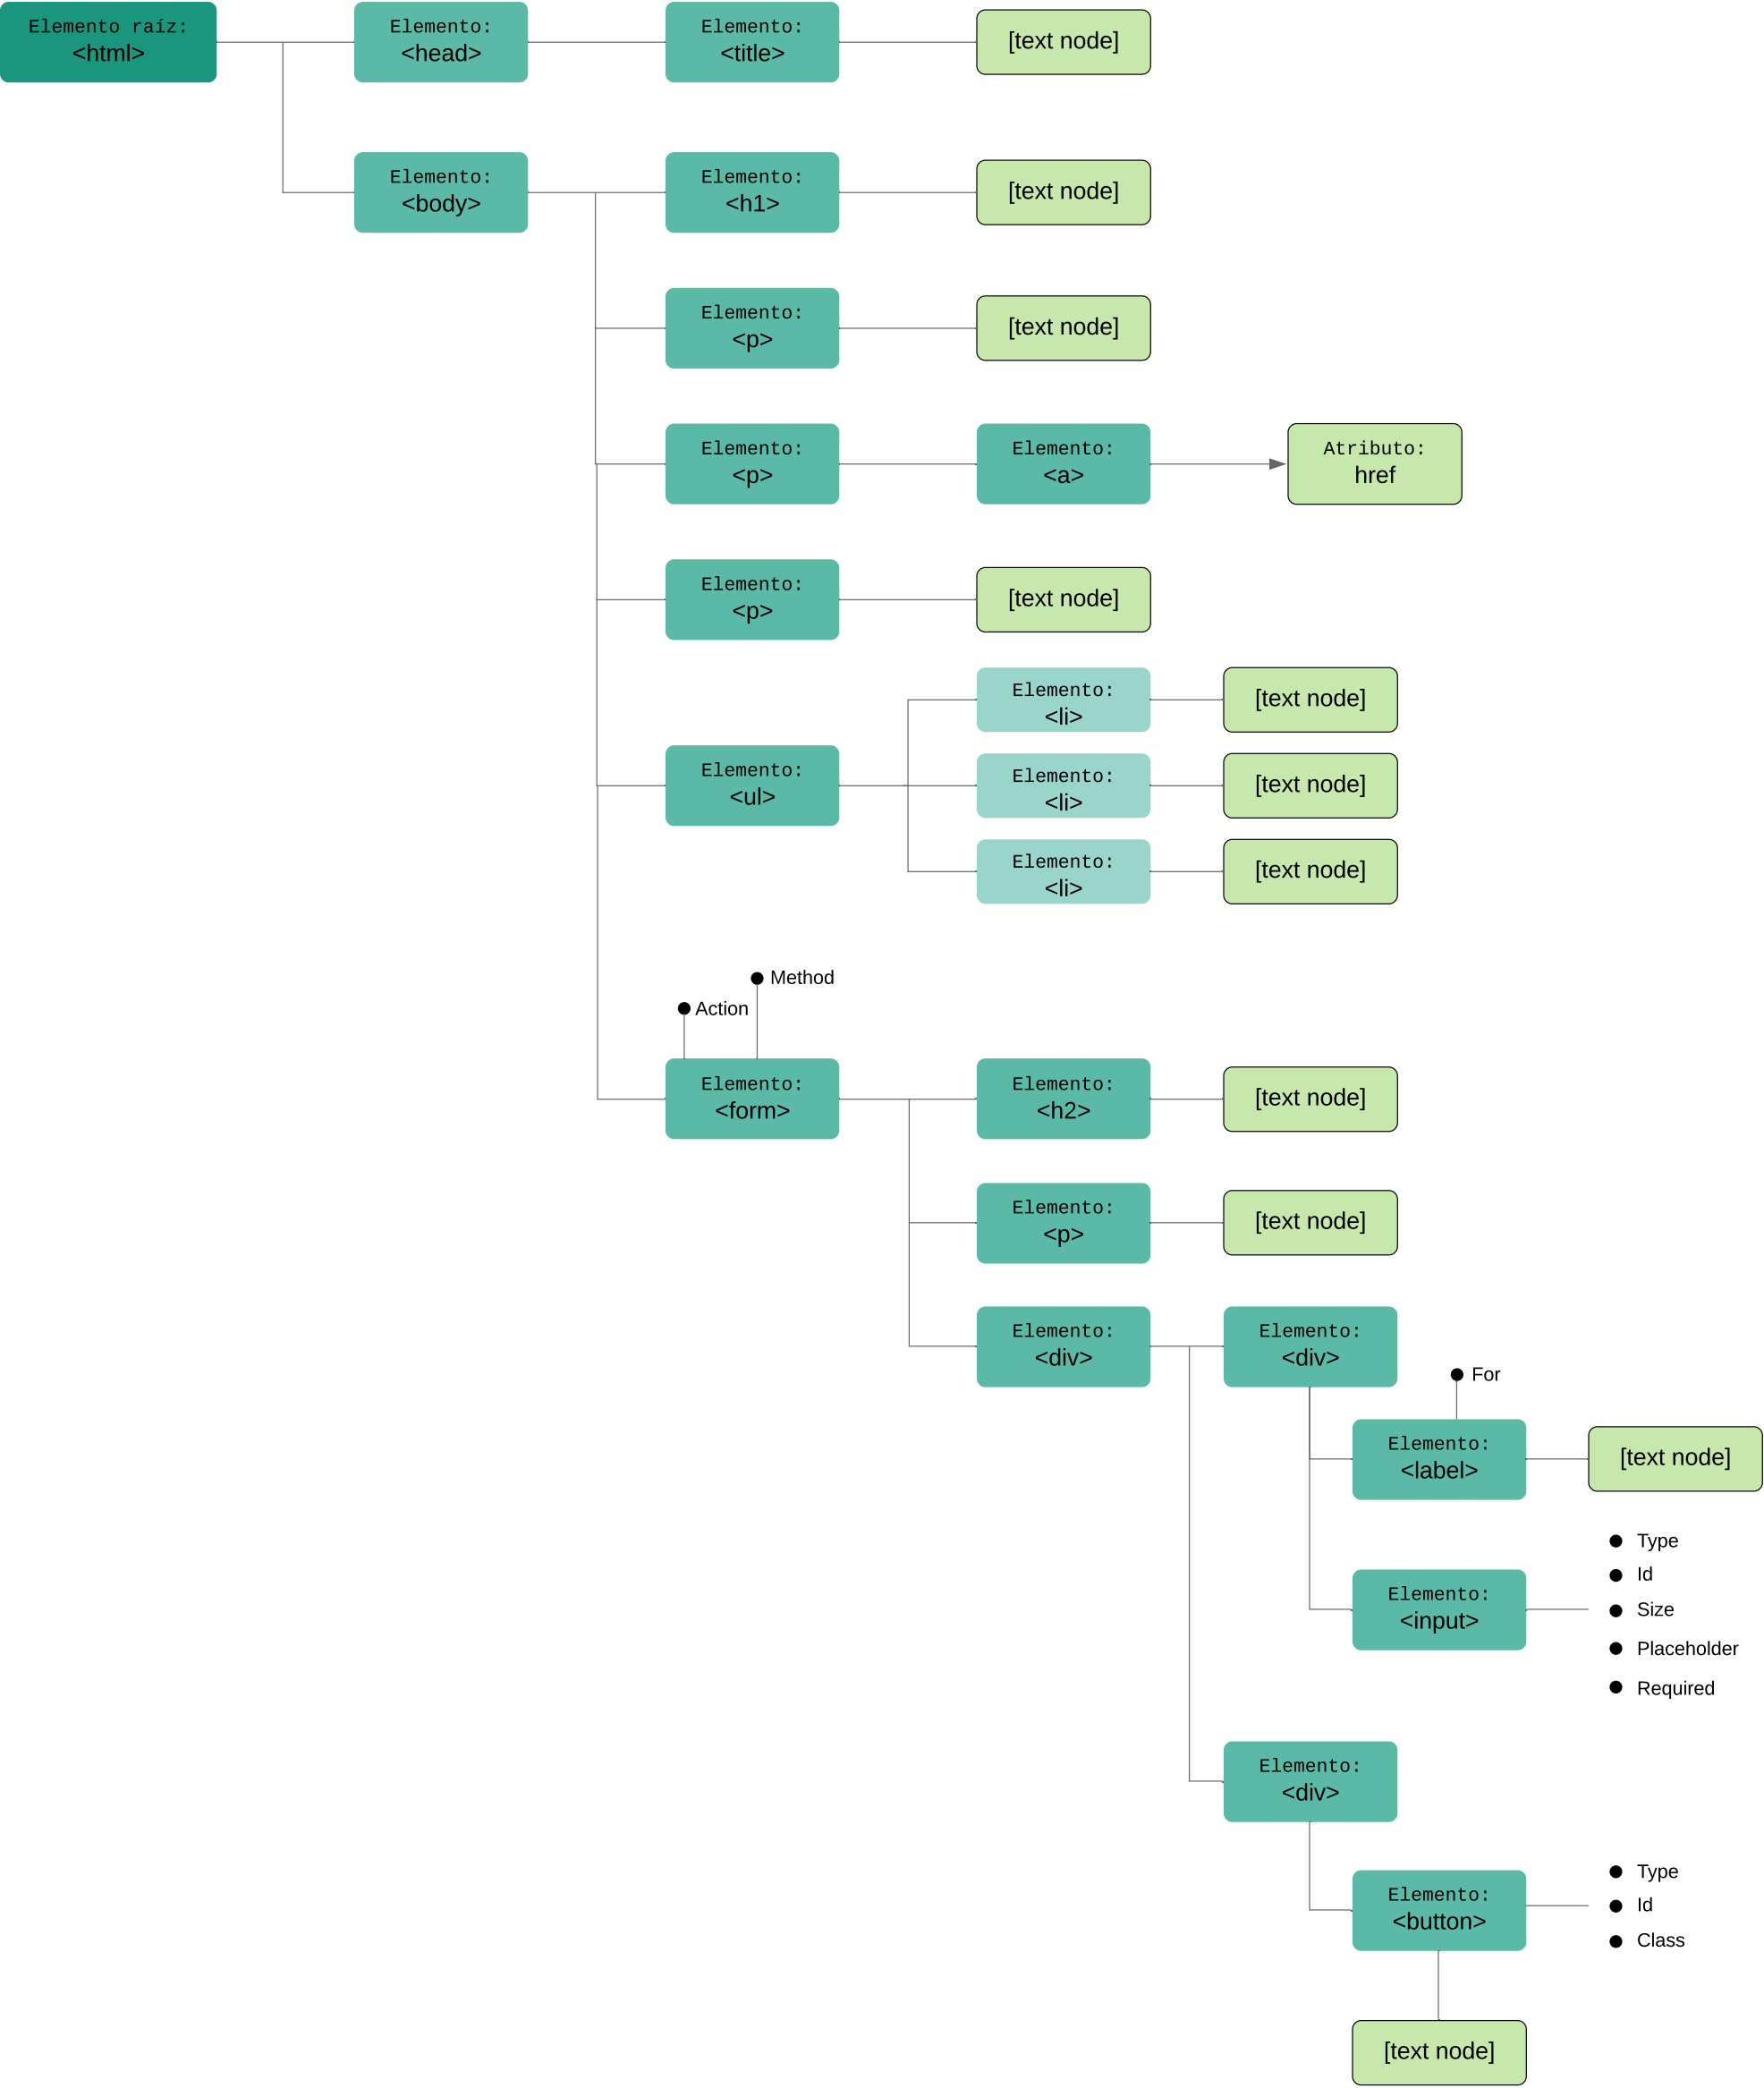 Elemento raíz:
<html>
Elemento:
<head>
Elemento:
<title>
[text node]
Elemento:
<body>
Elemento:
<h1>
[text node]
Elemento:
<p>
[text node]
Elemento:
<p>
Elemento:
<a>
Atributo:
href
Elemento:
<p>
[text node]
Elemento:
<ul>
Elemento:
<li>
[text node]
Elemento:
<li>
[text node]
Elemento:
<li>
[text node]
Method
Action
Elemento:
<form>
Elemento:
<h2>
[text node]
Elemento:
<p>
[text node]
Elemento:
<div>
Elemento:
<div>
For
Elemento:
<label>
[text node]
Elemento:
<input>
Type
Id
Size
Placeholder
Required
Elemento:
<div>
Elemento:
<button>
Type
Id
Class
[text node]